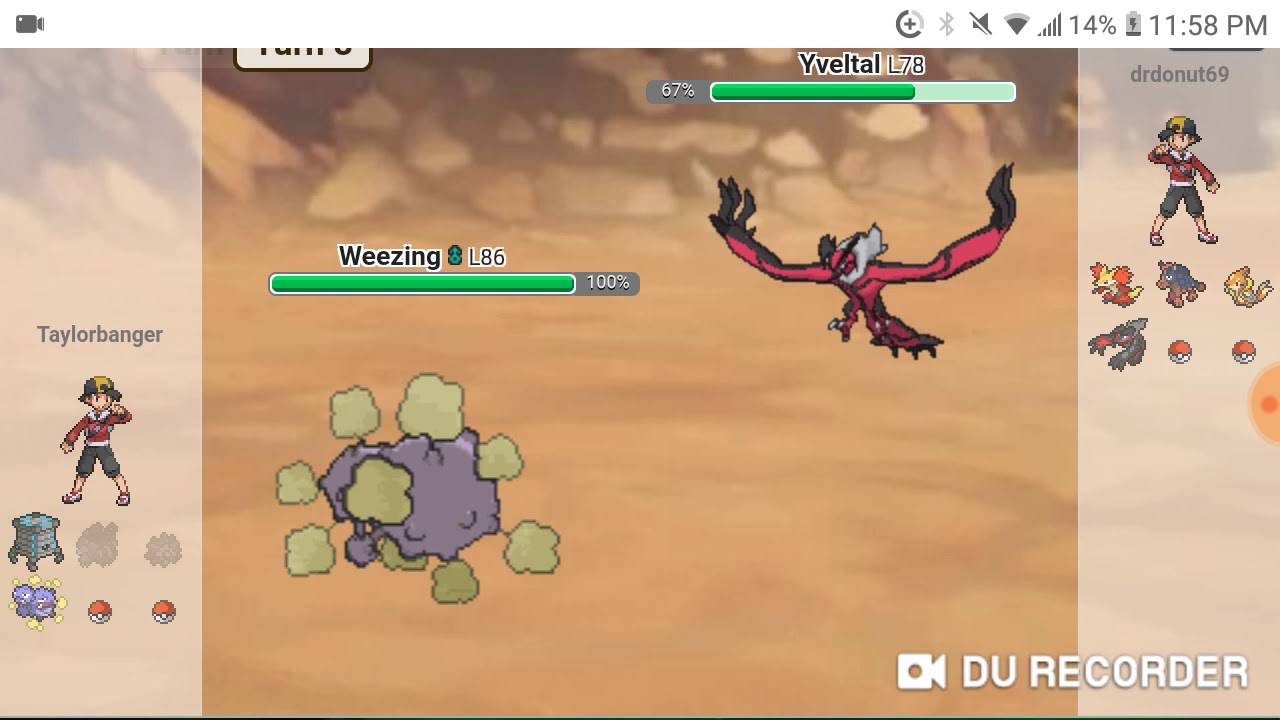 14% 11:58 PM
Yveltal L78
67%
drdonut69
Weezing L86
100%
Taylorbanger
DU RECORDER